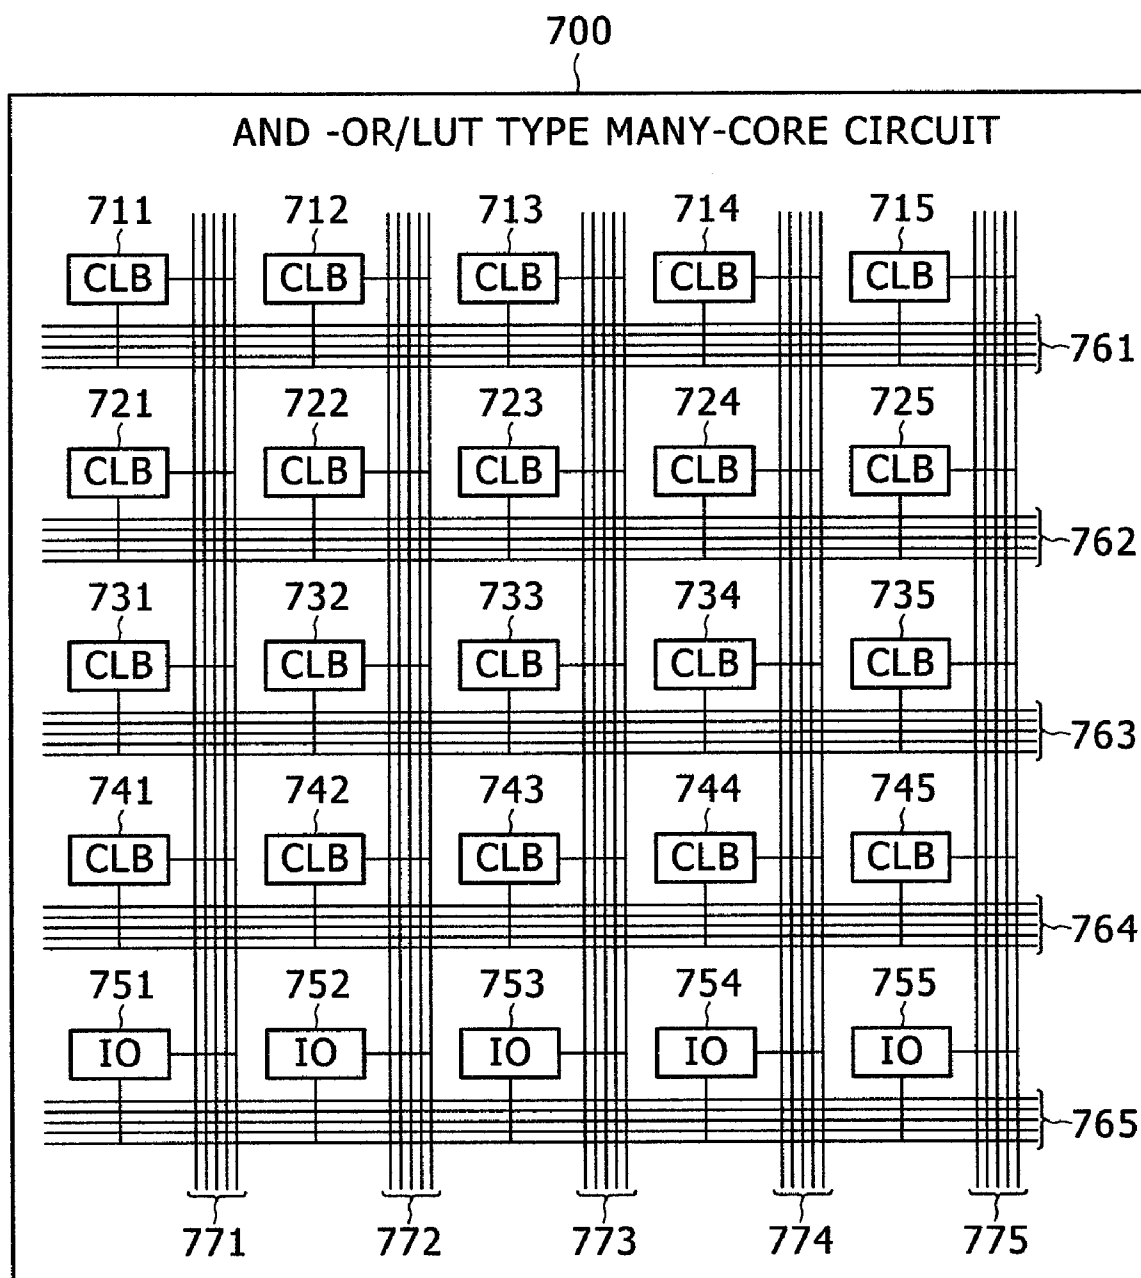 700
AND -OR/LUT TYPE MANY-CORE CIRCUIT
711 712 713 714 715
CLB CLB CLB CLB CLB
761
721 722 723 724 725
CLB CLB CLB CLB CLB
762
731 732 733 734 735
CLB CLB CLB CLB CLB
763
741 742 743 744 745
CLB CLB CLB CLB CLB
764
751 752 753 754 755
IO IO IO IO IO
765
771 772 773 774 775